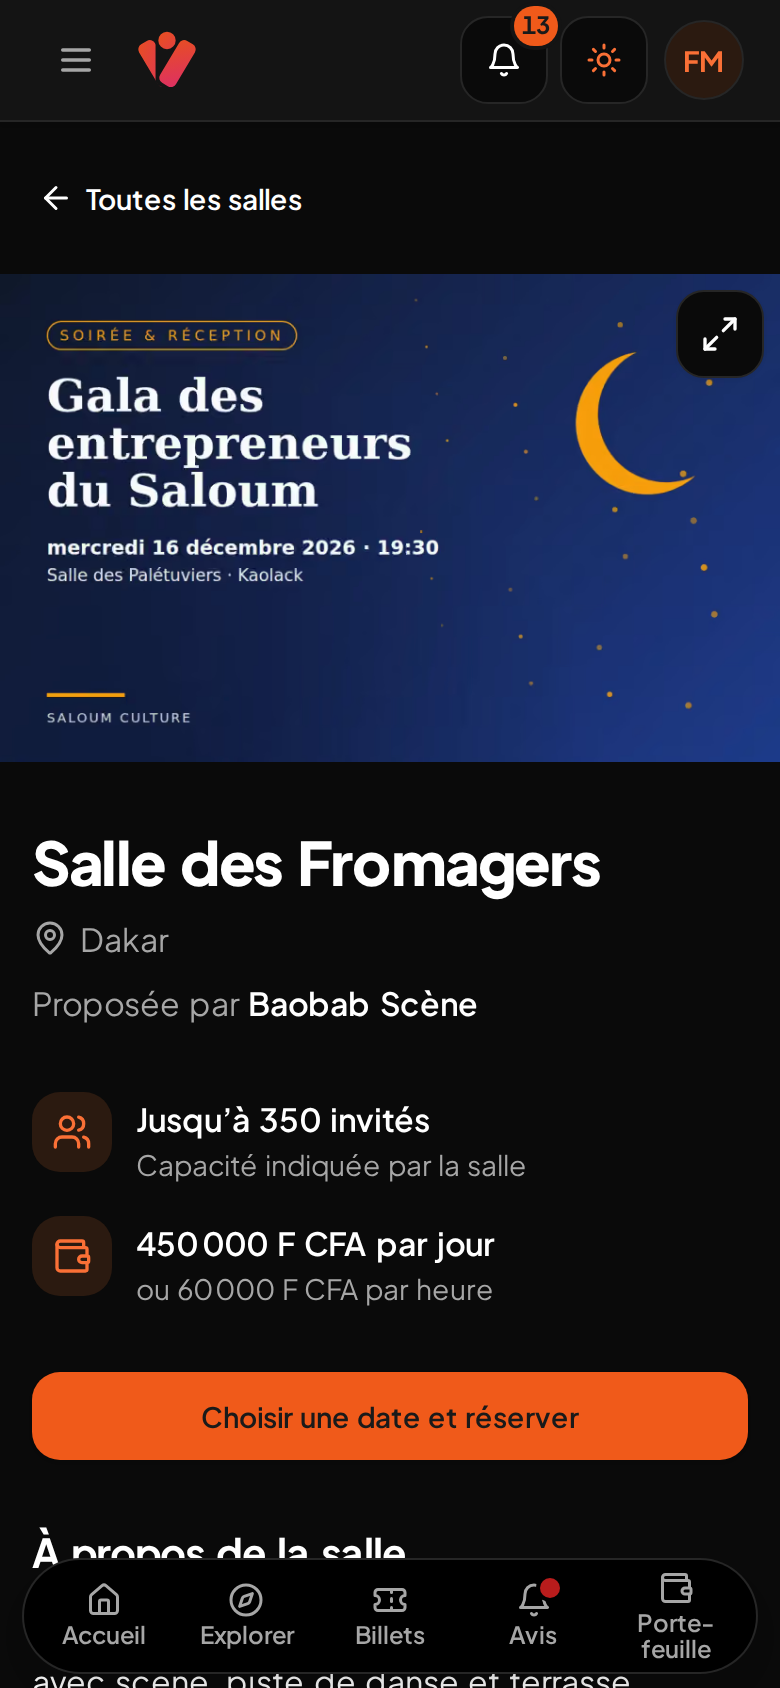 13
FM
Toutes les salles
SOIRÉE & RÉCEPTION
Gala des
entrepreneurs
du Saloum
mercredi 16 décembre 2026 · 19:30
Salle des Palétuviers · Kaolack
SALOUM CULTURE
Salle des Fromagers
Dakar
Proposée par Baobab Scène
Jusqu’à 350 invités
Capacité indiquée par la salle
450 000 F CFA par jour
ou 60 000 F CFA par heure
Choisir une date et réserver
À propos de la salle
Accueil
Explorer
Billets
Avis
Porte-
feuille
avec scène, piste de danse et terrasse